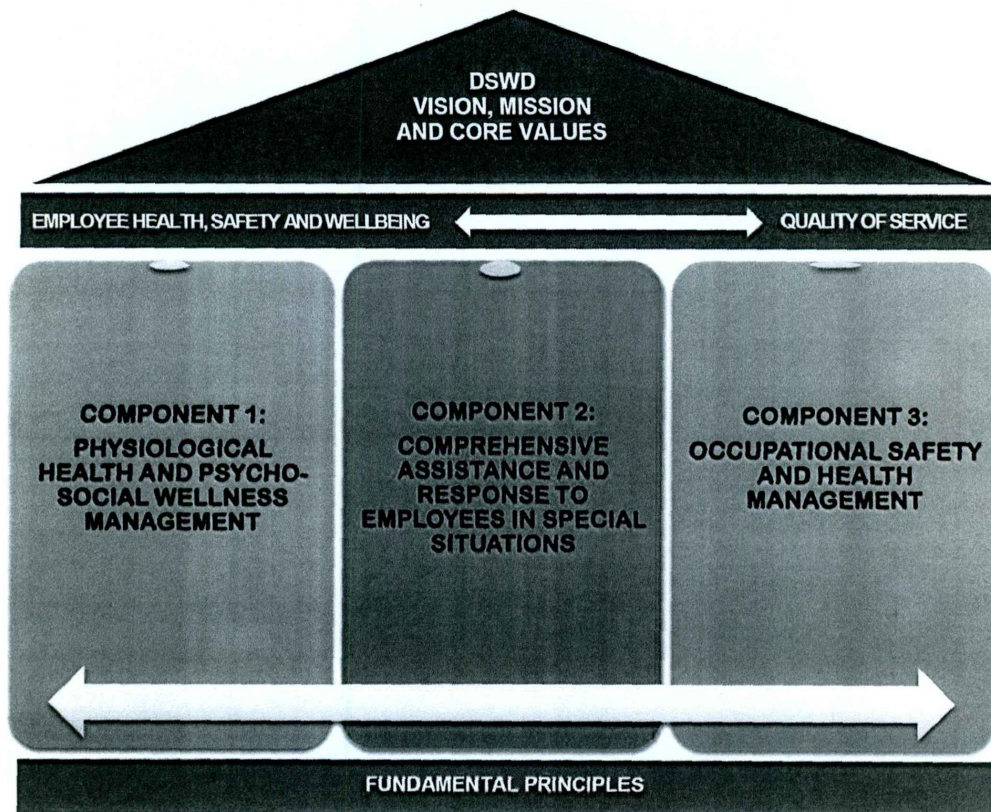 DSWD
VISION, MISSION
AND CORE VALUES
EMPLOYEE HEALTH, SAFETY AND WELLBEING
QUALITY OF SERVICE
COMPONENT 1:
PHYSIOLOGICAL
HEALTH AND PSYCHO-
SOCIAL WELLNESS
MANAGEMENT
COMPONENT 2:
COMPREHENSIVE
ASSISTANCE AND
RESPONSE TO
EMPLOYEES IN SPECIAL
SITUATIONS
COMPONENT 3:
OCCUPATIONAL SAFETY
AND HEALTH
MANAGEMENT
FUNDAMENTAL PRINCIPLES